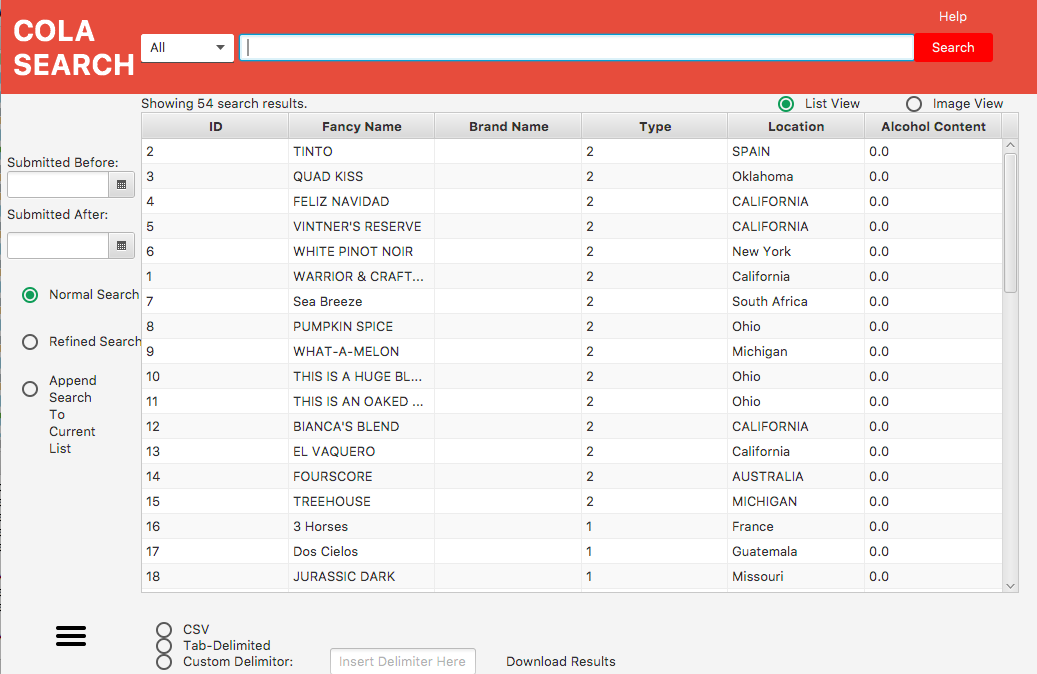 Help
COLA
SEARCH
All
Search
Showing 54 search results.
List View
Image View
ID Fancy Name Brand Name Type Location Alcohol Content
2 TINTO 2 SPAIN 0.0
3 QUAD KISS 2 Oklahoma 0.0
4 FELIZ NAVIDAD 2 CALIFORNIA 0.0
5 VINTNER'S RESERVE 2 CALIFORNIA 0.0
6 WHITE PINOT NOIR 2 New York 0.0
1 WARRIOR & CRAFT... 2 California 0.0
7 Sea Breeze 2 South Africa 0.0
8 PUMPKIN SPICE 2 Ohio 0.0
9 WHAT-A-MELON 2 Michigan 0.0
10 THIS IS A HUGE BL... 2 Ohio 0.0
11 THIS IS AN OAKED ... 2 Ohio 0.0
12 BIANCA'S BLEND 2 CALIFORNIA 0.0
13 EL VAQUERO 2 California 0.0
14 FOURSCORE 2 AUSTRALIA 0.0
15 TREEHOUSE 2 MICHIGAN 0.0
16 3 Horses 1 France 0.0
17 Dos Cielos 1 Guatemala 0.0
18 JURASSIC DARK 1 Missouri 0.0
Submitted Before:
Submitted After:
Normal Search
Refined Search
Append
Search
To
Current
List
CSV
Tab-Delimited
Custom Delimitor:
Insert Delimiter Here
Download Results